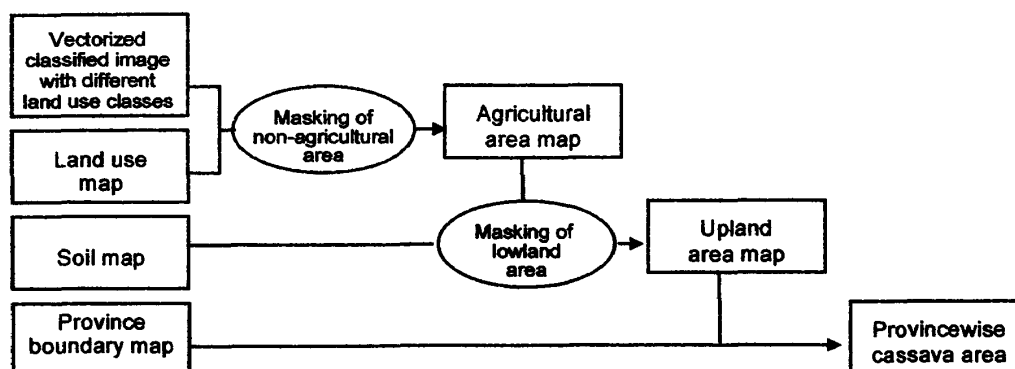 Vectorized
classified image
with different
land use classes
Land use
map
Soil map
Province
boundary map
Masking of
non-agricultural
area
Agricultural
area map
Masking of
lowland
area
Upland
area map
Provincewise
cassava area